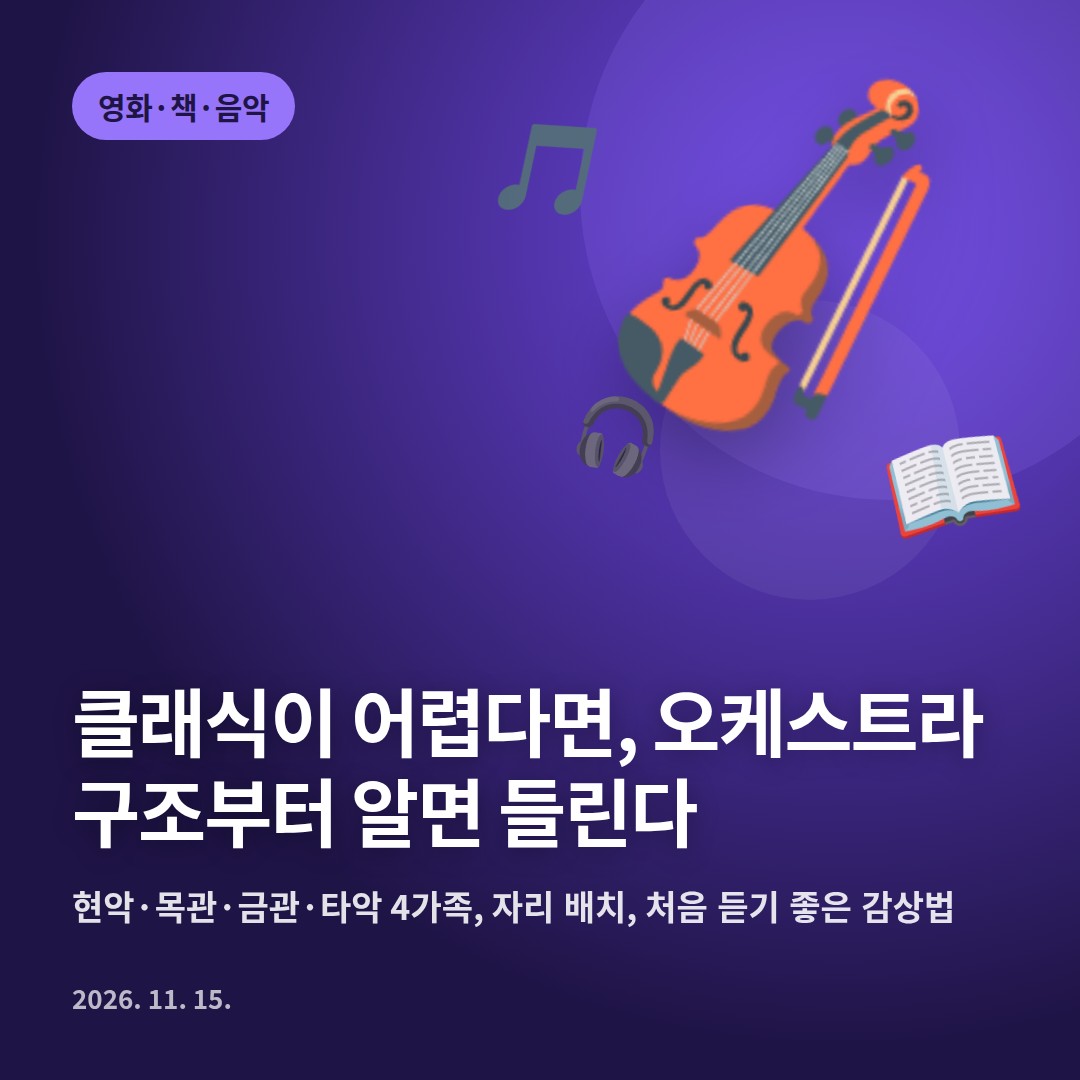 영화·책·음악
클래식이 어렵다면, 오케스트라
구조부터 알면 들린다
현악·목관·금관·타악 4가족, 자리 배치, 처음 듣기 좋은 감상법
2026. 11. 15.